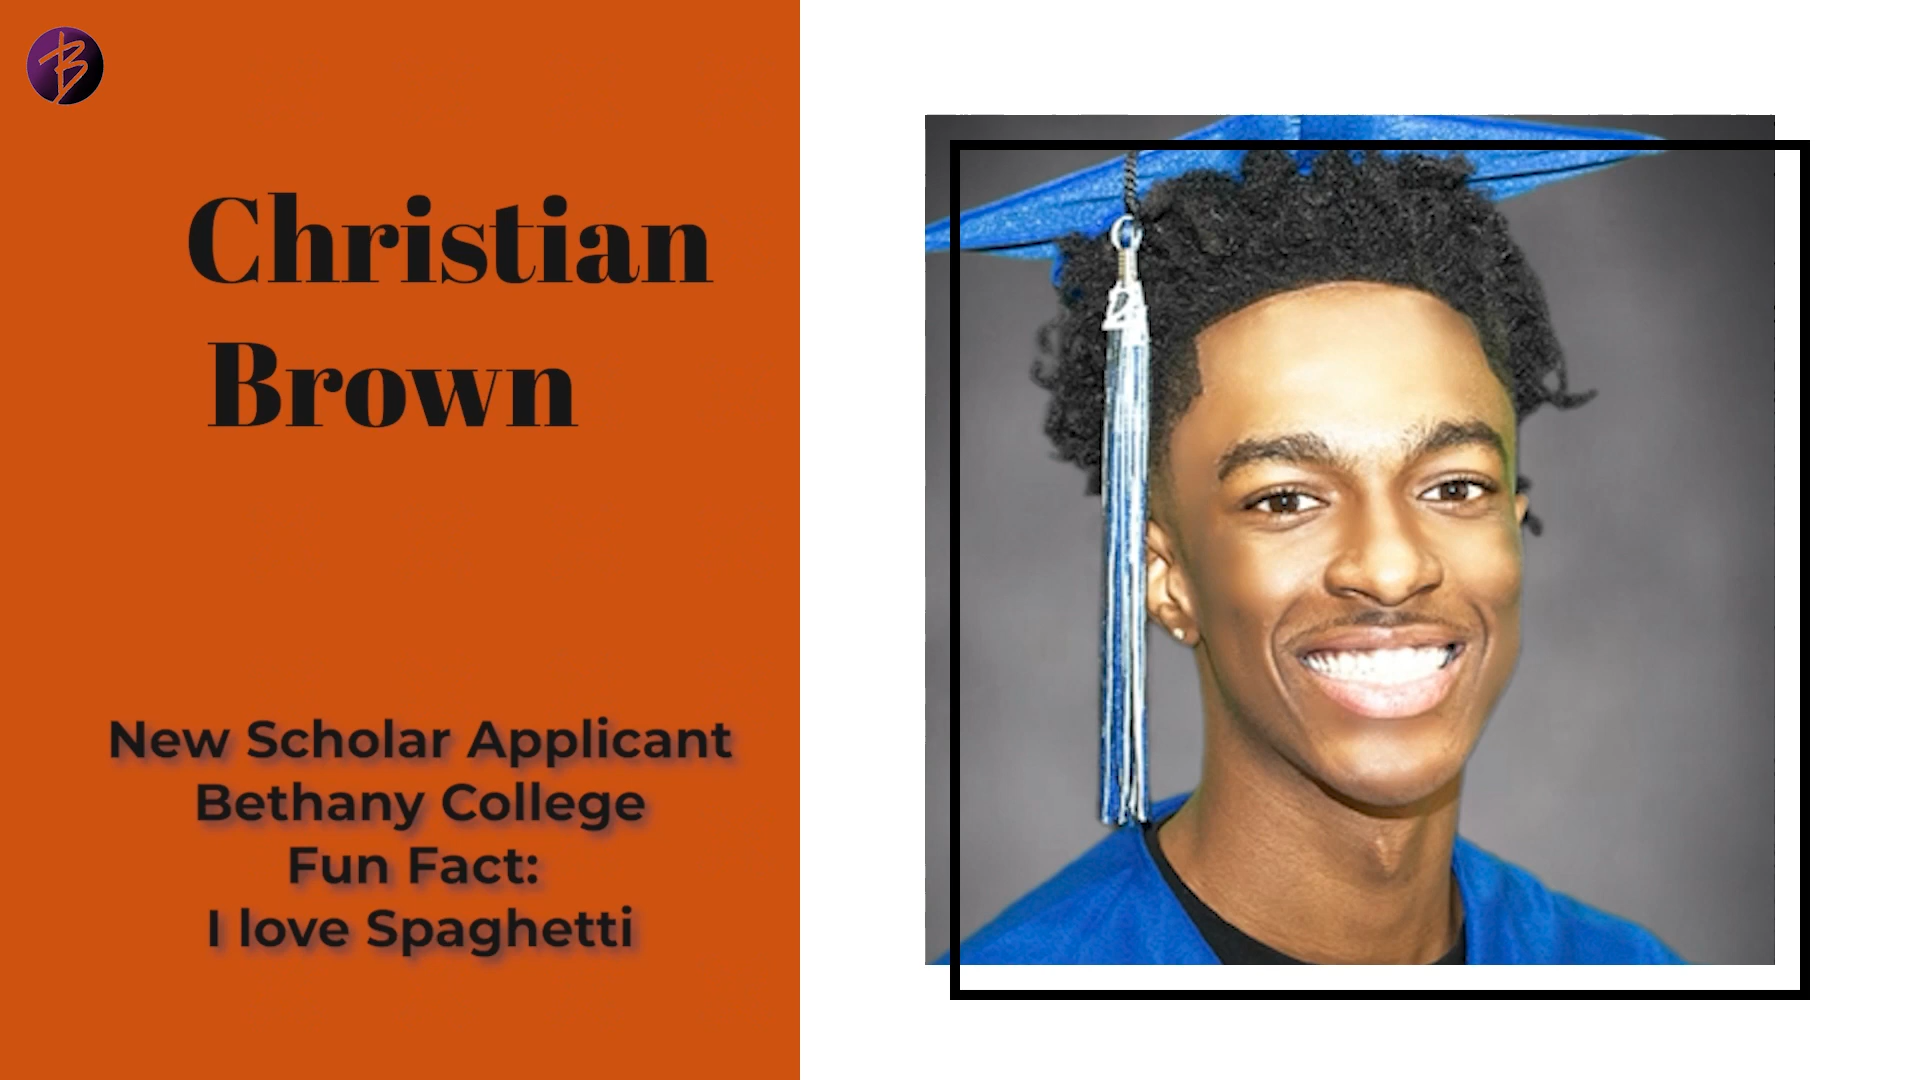 B
Christian
Brown
New Scholar Applicant
Bethany College
Fun Fact:
I love Spaghetti